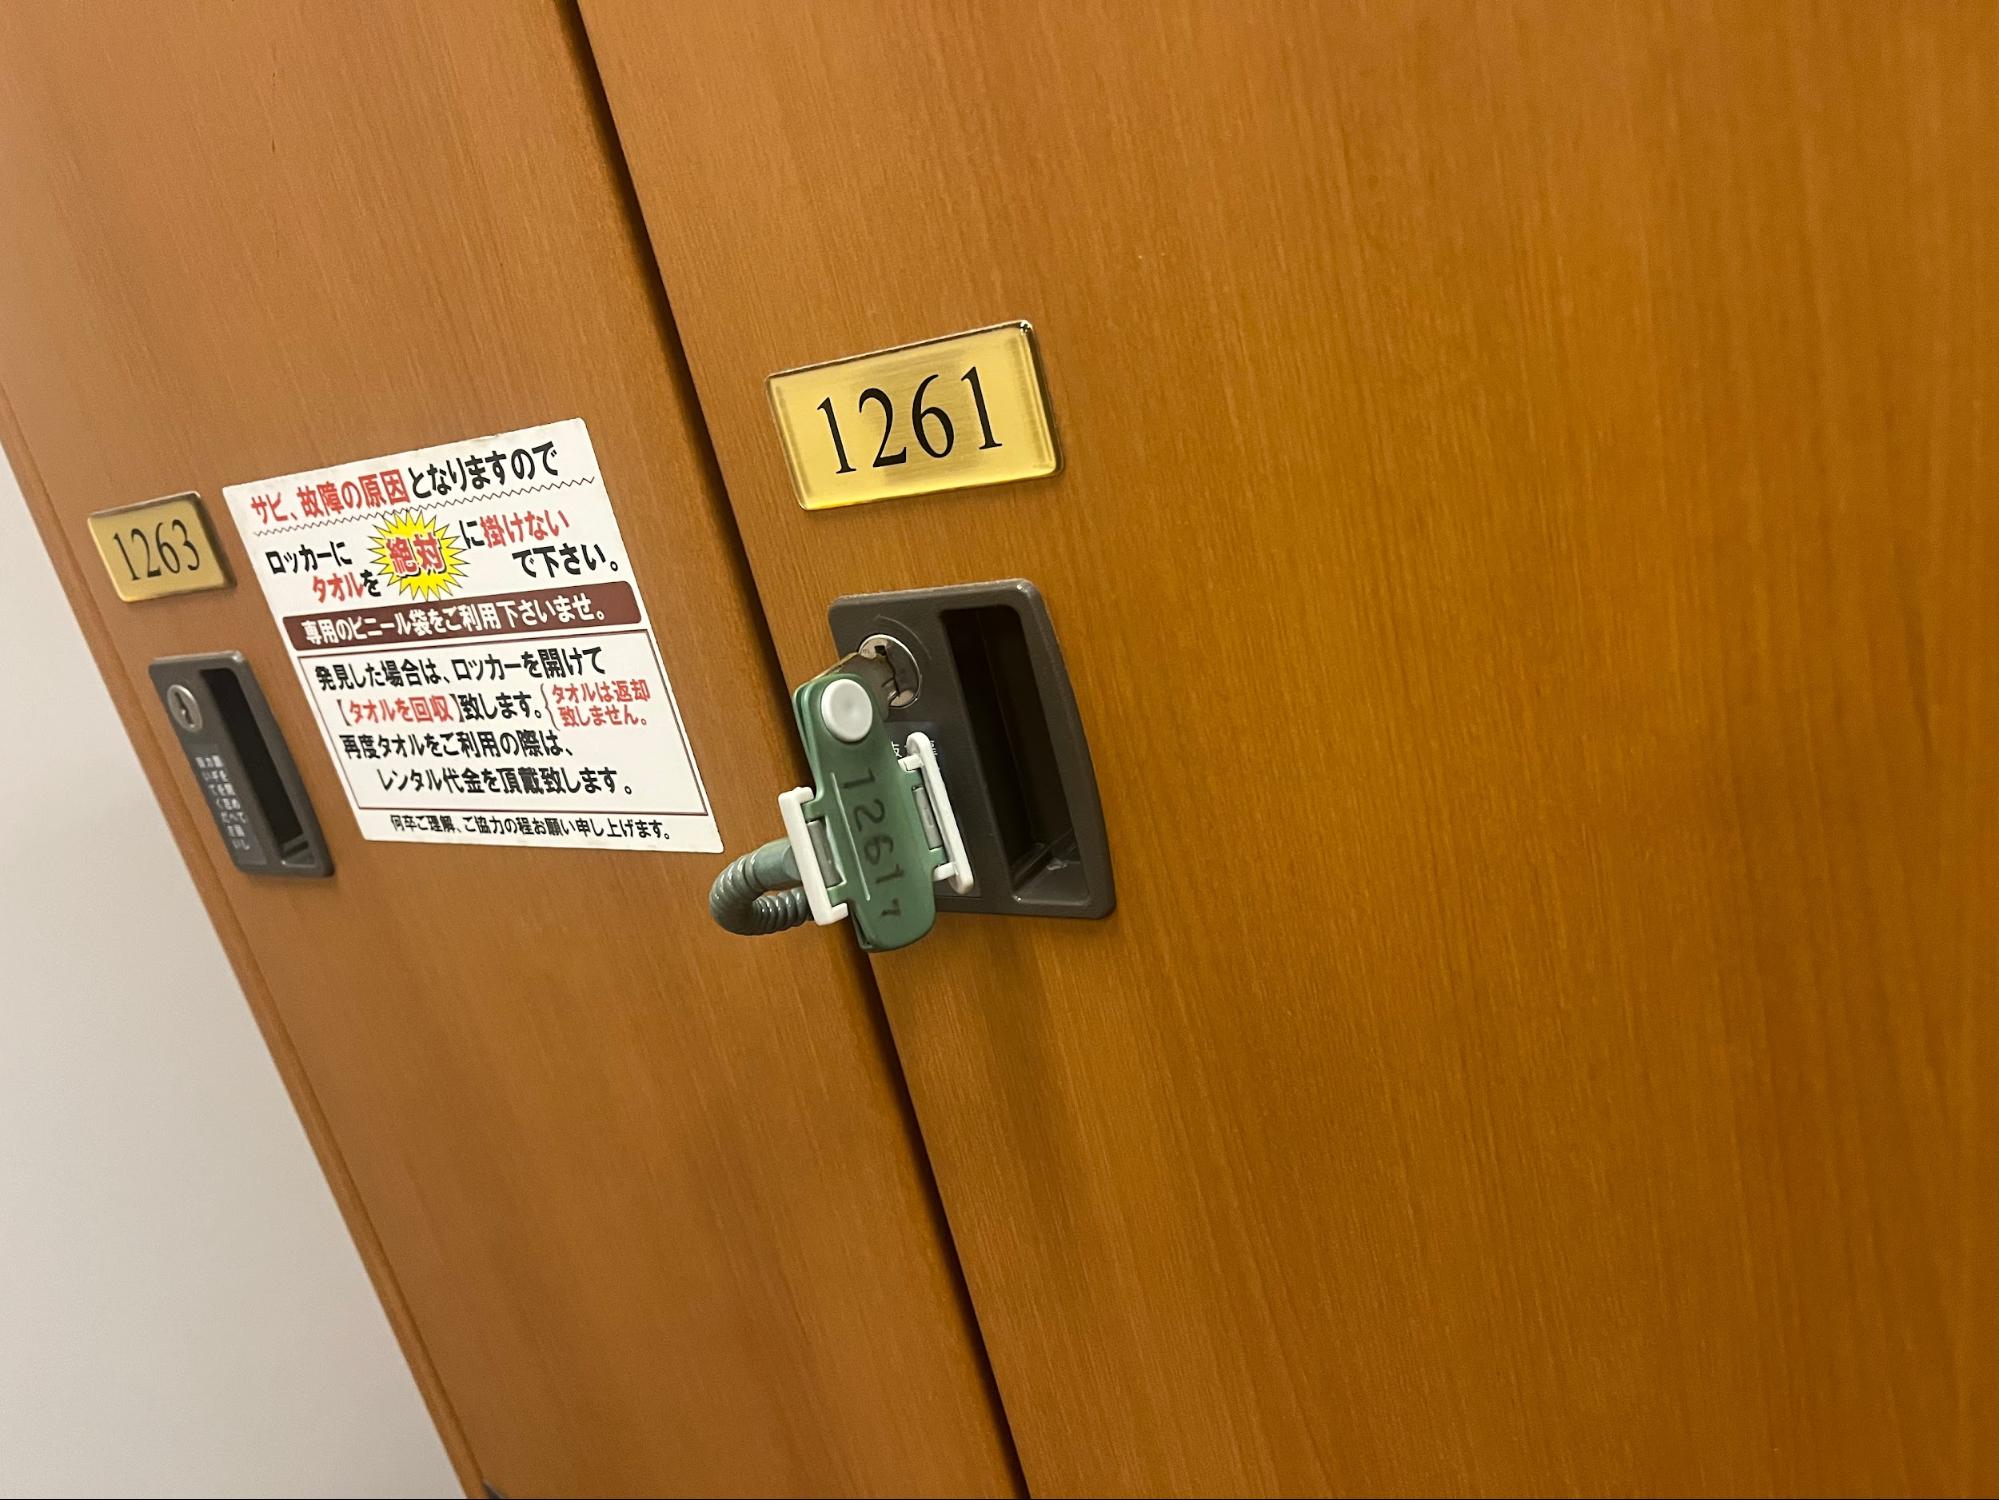 1263
サビ、故障の原因となりますので
ロッカーに
タオルを
絶対
に掛けない
で下さい。
専用のビニール袋をご利用下さいませ。
発見した場合は、ロッカーを開けて
【タオルを回収】致します。
タオルは返却
致しません。
再度タオルをご利用の際は、
レンタル代金を頂戴致します。
何卒ご理解、ご協力の程お願い申し上げます。
1261
1261